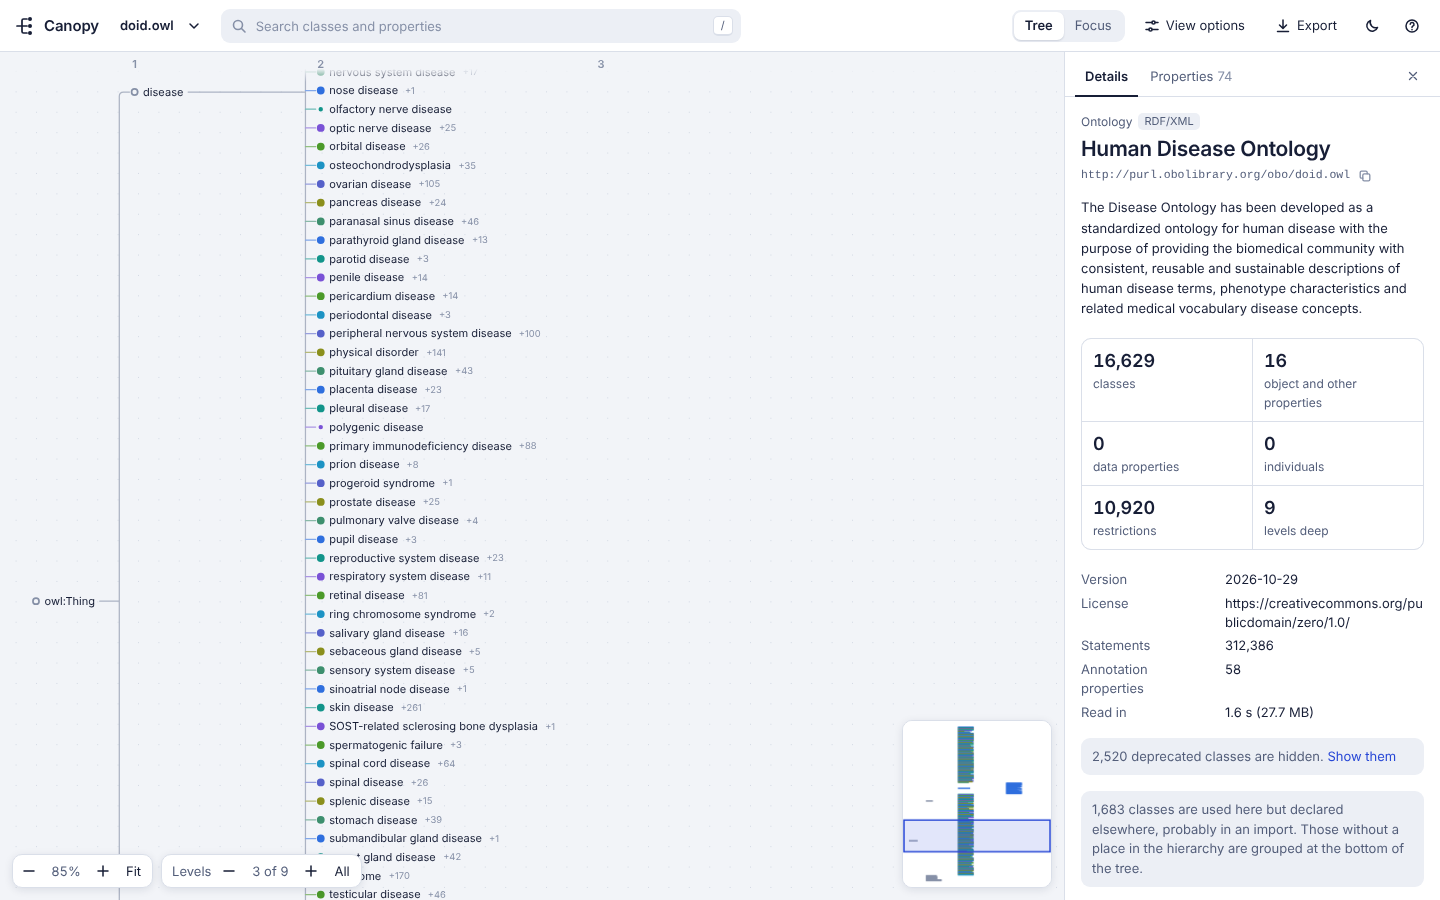 Canopy
doid.owl
Search classes and properties
/
Tree
Focus
View options
Export
1
2
3
nervous system disease +17
disease
nose disease +1
olfactory nerve disease
optic nerve disease +25
orbital disease +26
osteochondrodysplasia +35
ovarian disease +105
pancreas disease +24
paranasal sinus disease +46
parathyroid gland disease +13
parotid disease +3
penile disease +14
pericardium disease +14
periodontal disease +3
peripheral nervous system disease +100
physical disorder +141
pituitary gland disease +43
placenta disease +23
pleural disease +17
polygenic disease
primary immunodeficiency disease +88
prion disease +8
progeroid syndrome +1
prostate disease +25
pulmonary valve disease +4
pupil disease +3
reproductive system disease +23
respiratory system disease +11
retinal disease +81
owl:Thing
ring chromosome syndrome +2
salivary gland disease +16
sebaceous gland disease +5
sensory system disease +5
sinoatrial node disease +1
skin disease +261
SOST-related sclerosing bone dysplasia +1
spermatogenic failure +3
spinal cord disease +64
spinal disease +26
splenic disease +15
stomach disease +39
submandibular gland disease +1
gland disease +42
+170
testicular disease +46
85%
Fit
Levels
3 of 9
All
Details
Properties 74
Ontology RDF/XML
Human Disease Ontology
http://purl.obolibrary.org/obo/doid.owl
The Disease Ontology has been developed as a
standardized ontology for human disease with the
purpose of providing the biomedical community with
consistent, reusable and sustainable descriptions of
human disease terms, phenotype characteristics and
related medical vocabulary disease concepts.
16,629
classes
16
object and other
properties
0
data properties
0
individuals
10,920
restrictions
9
levels deep
Version 2026-10-29
License https://creativecommons.org/pu
blicdomain/zero/1.0/
Statements 312,386
Annotation
properties 58
Read in 1.6 s (27.7 MB)
2,520 deprecated classes are hidden. Show them
1,683 classes are used here but declared
elsewhere, probably in an import. Those without a
place in the hierarchy are grouped at the bottom of
the tree.